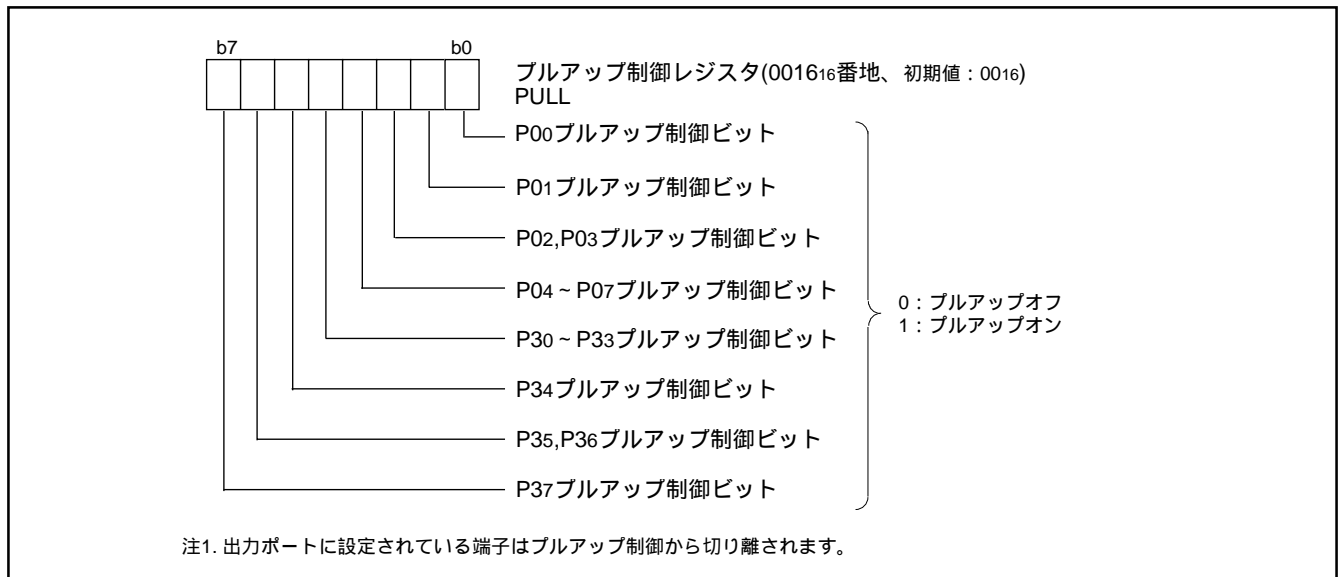 b7 b0
プルアップ制御レジスタ(001616番地、初期値：0016)
PULL
P00プルアップ制御ビット
P01プルアップ制御ビット
P02,P03プルアップ制御ビット
P04～P07プルアップ制御ビット
P30～P33プルアップ制御ビット
P34プルアップ制御ビット
P35,P36プルアップ制御ビット
P37プルアップ制御ビット
0：プルアップオフ
1：プルアップオン
注1. 出力ポートに設定されている端子はプルアップ制御から切り離されます。